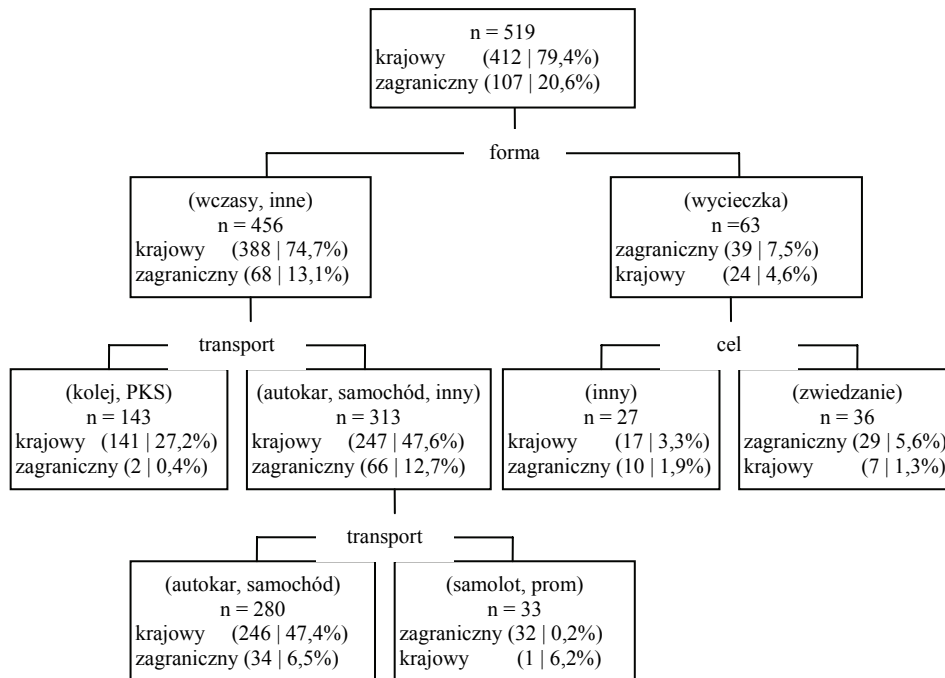 n = 519
krajowy (412 | 79,4%)
zagraniczny (107 | 20,6%)
forma
(wczasy, inne)
n = 456
krajowy (388 | 74,7%)
zagraniczny (68 | 13,1%)
(wycieczka)
n =63
zagraniczny (39 | 7,5%)
krajowy (24 | 4,6%)
transport
cel
(kolej, PKS)
n = 143
krajowy (141 | 27,2%)
zagraniczny (2 | 0,4%)
(autokar, samochód, inny)
n = 313
krajowy (247 | 47,6%)
zagraniczny (66 | 12,7%)
(inny)
n = 27
krajowy (17 | 3,3%)
zagraniczny (10 | 1,9%)
(zwiedzanie)
n = 36
zagraniczny (29 | 5,6%)
krajowy (7 | 1,3%)
transport
(autokar, samochód)
n = 280
krajowy (246 | 47,4%)
zagraniczny (34 | 6,5%)
(samolot, prom)
n = 33
zagraniczny (32 | 0,2%)
krajowy (1 | 6,2%)